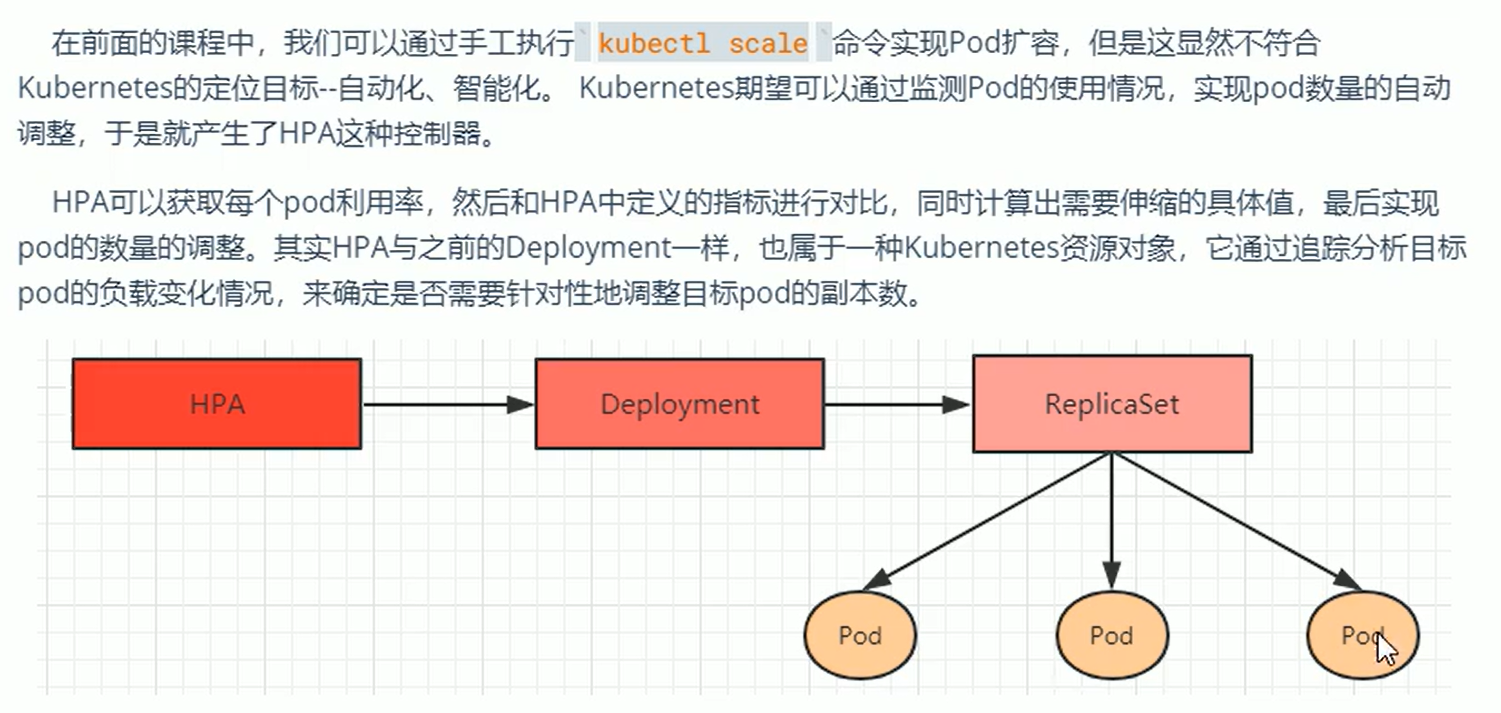 在前面的课程中，我们可以通过手工执行` kubectl scale `命令实现Pod扩容，但是这显然不符合
Kubernetes的定位目标--自动化、智能化。 Kubernetes期望可以通过监测Pod的使用情况，实现pod数量的自动
调整，于是就产生了HPA这种控制器。
HPA可以获取每个pod利用率，然后和HPA中定义的指标进行对比，同时计算出需要伸缩的具体值，最后实现
pod的数量的调整。其实HPA与之前的Deployment一样，也属于一种Kubernetes资源对象，它通过追踪分析目标
pod的负载变化情况，来确定是否需要针对性地调整目标pod的副本数。
HPA
Deployment
ReplicaSet
Pod
Pod
Pod